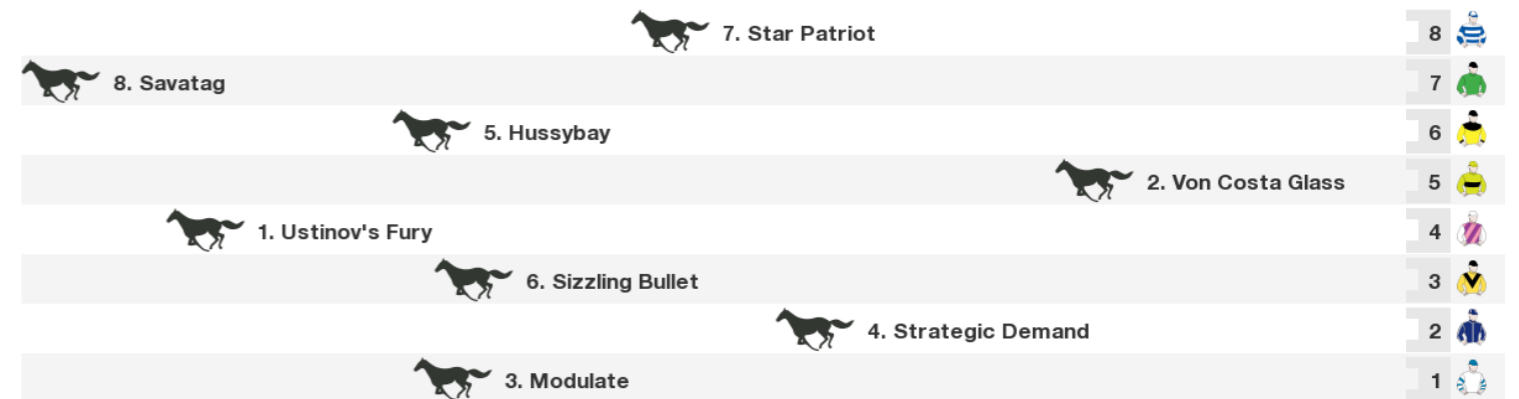 7. Star Patriot 8
8. Savatag 7
5. Hussybay 6
2. Von Costa Glass 5
1. Ustinov's Fury 4
6. Sizzling Bullet 3
4. Strategic Demand 2
3. Modulate 1